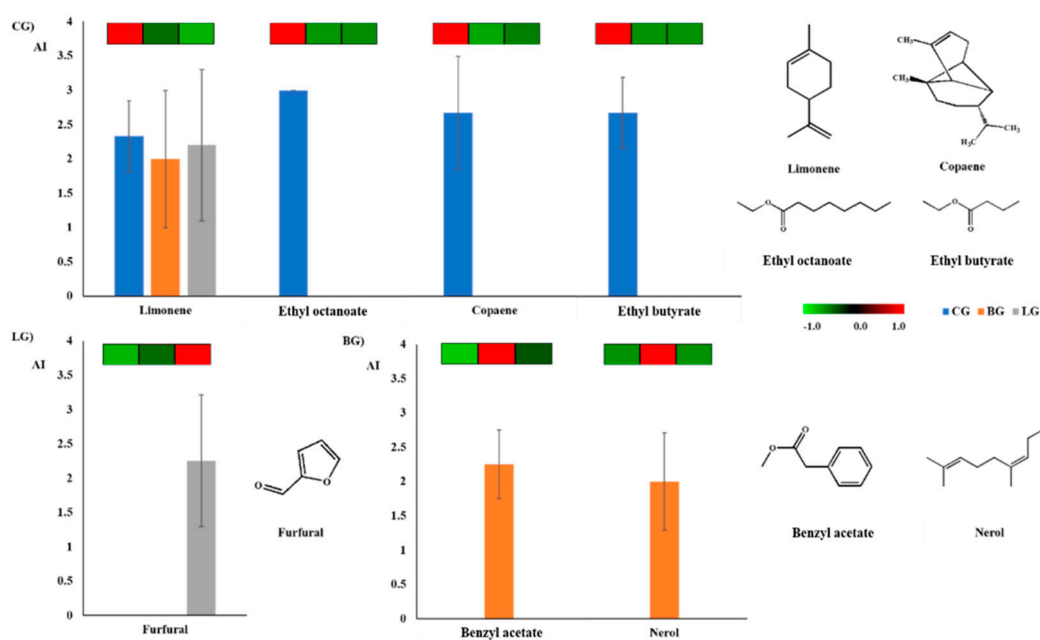 CG)
AI
4
3.5
3
2.5
2
1.5
1
0.5
0
Limonene
Ethyl octanoate
Copaene
Ethyl butyrate
CH₃
CH₃
CH₃
H₃C
Limonene
Copaene
O
O
O
O
Ethyl octanoate
Ethyl butyrate
-1.0
0.0
1.0
CG
BG
LG
LG)
AI
4
3.5
3
2.5
2
1.5
1
0.5
0
Furfural
O
O
Furfural
BG)
AI
4
3.5
3
2.5
2
1.5
1
0.5
0
Benzyl acetate
Nerol
O
O
Benzyl acetate
Nerol